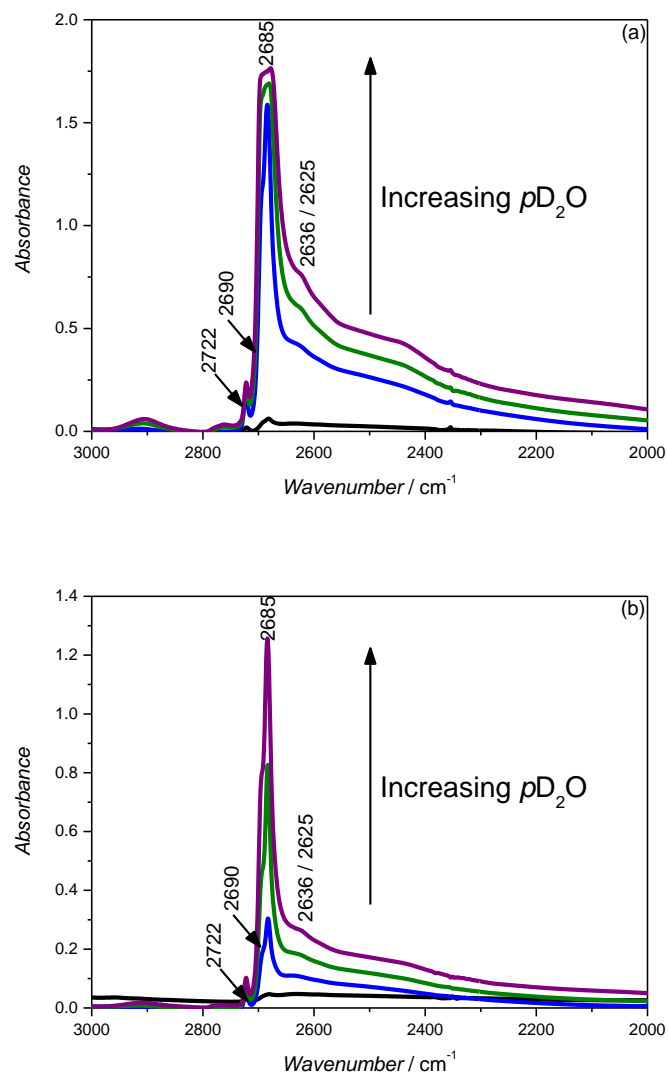 (a)
2685
2.0
1.5
1.0
0.5
0.0
Absorbance
2636 / 2625
Increasing pD₂O
2690
2722
3000 2800 2600 2400 2200 2000
Wavenumber / cm⁻¹
(b)
2685
1.4
1.2
1.0
0.8
0.6
0.4
0.2
0.0
Absorbance
2636 / 2625
Increasing pD₂O
2690
2722
3000 2800 2600 2400 2200 2000
Wavenumber / cm⁻¹